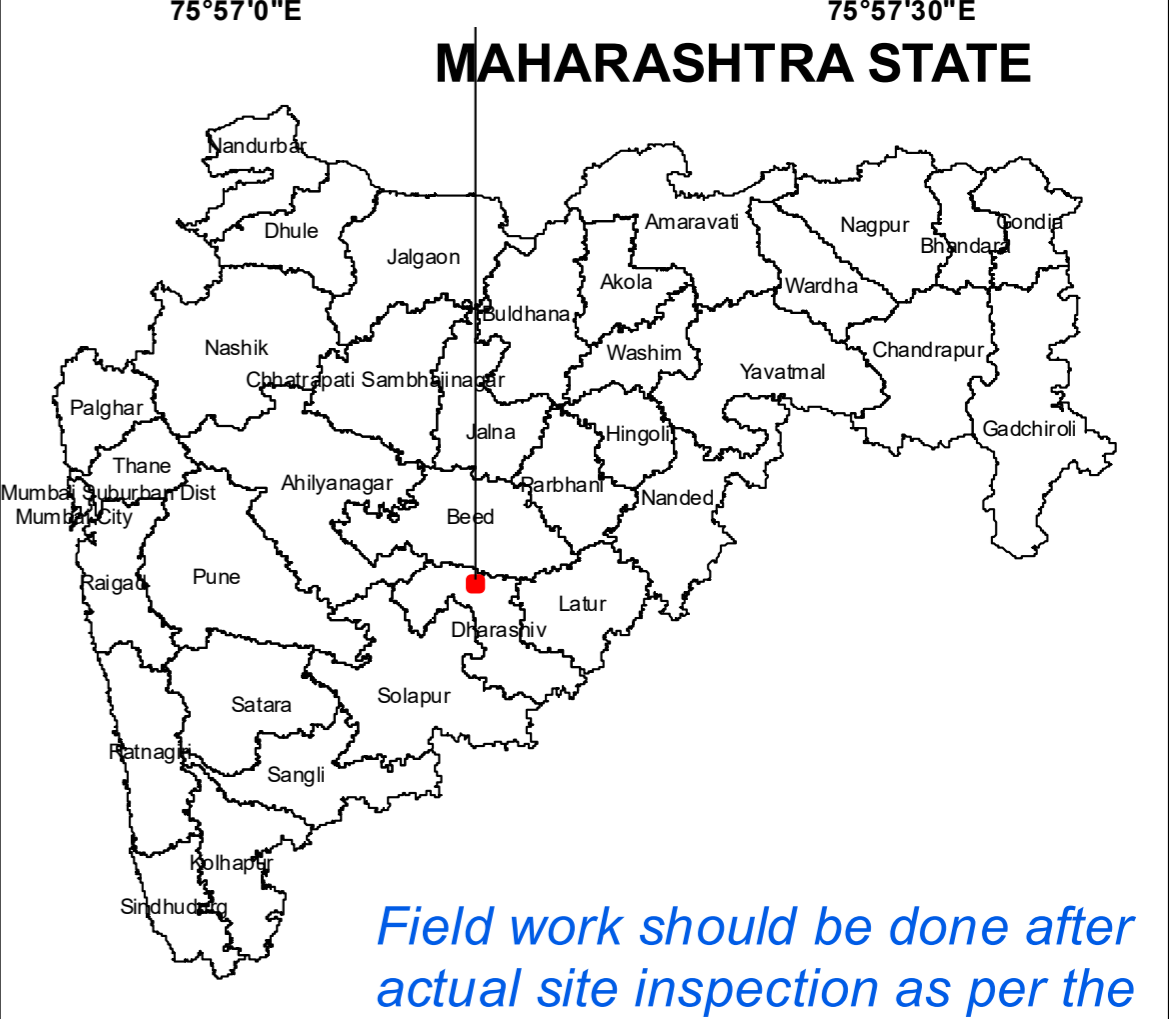 75°57'0"E 75°57'30"E
MAHARASHTRA STATE
Nandurbar
Dhule
Jalgaon
Amaravati
Nagpur
Gondia
Bhandara
Akola
Wardha
Buldhana
Nashik
Washim
Chandrapur
Chhatrapati Sambhajinagar
Yavatmal
Palghar
Jalna
Hingoli
Gadchiroli
Thane
Ahilyanagar
Parbhani
Mumbai Suburban Dist
Nanded
Mumbai City
Beed
Raigad
Pune
Latur
Dharashiv
Solapur
Satara
Ratnagiri
Sangli
Kolhapur
Sindhudurg
Field work should be done after
actual site inspection as per the